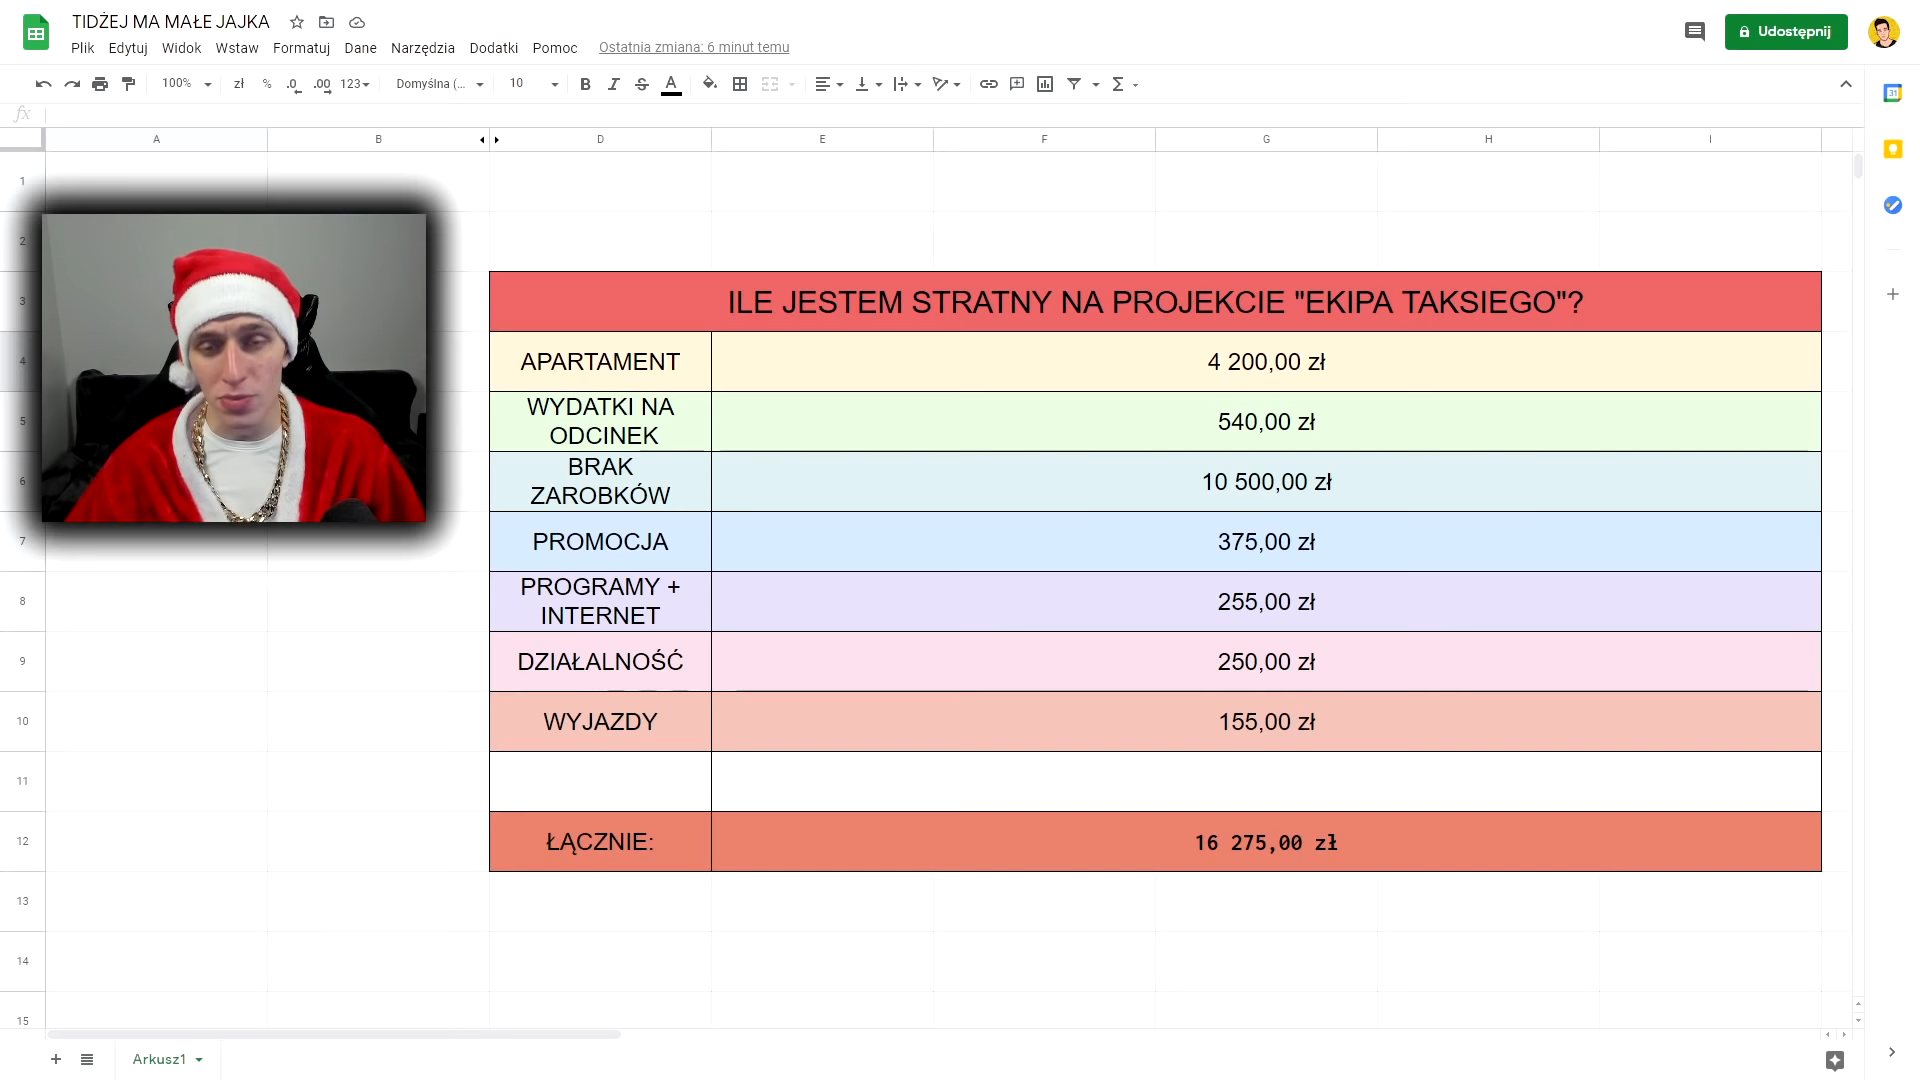 TIDŻEJ MA MAŁE JAJKA
Plik Edytuj Widok Wstaw Formatuj Dane Narzędzia Dodatki Pomoc Ostatnia zmiana: 6 minut temu
Udostępnij
100% zł % .0 .00 123 Domyślna (... 10 B I S A Σ
fx
A B D E F G H I
1
2
3 ILE JESTEM STRATNY NA PROJEKCIE "EKIPA TAKSIEGO"?
4 APARTAMENT 4 200,00 zł
5 WYDATKI NA
ODCINEK 540,00 zł
6 BRAK
ZAROBKÓW 10 500,00 zł
7 PROMOCJA 375,00 zł
8 PROGRAMY +
INTERNET 255,00 zł
9 DZIAŁALNOŚĆ 250,00 zł
10 WYJAZDY 155,00 zł
11
12 ŁĄCZNIE: 16 275,00 zł
13
14
15
Arkusz1
31